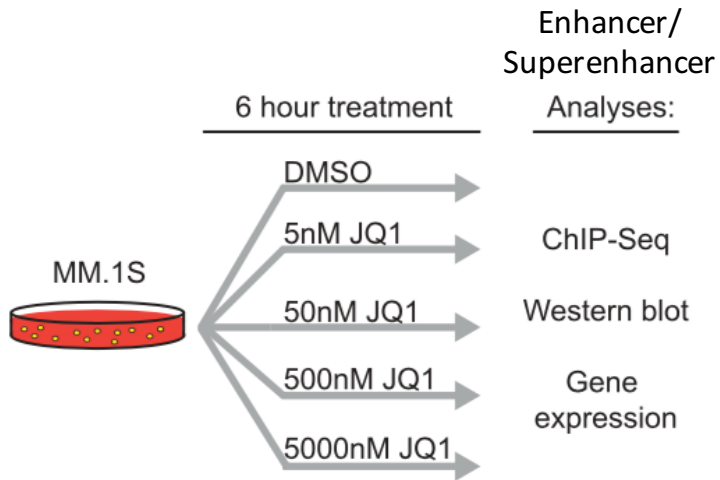 Enhancer/
Superenhancer
6 hour treatment
Analyses:
DMSO
5nM JQ1
ChIP-Seq
MM.1S
50nM JQ1
Western blot
500nM JQ1
Gene
expression
5000nM JQ1